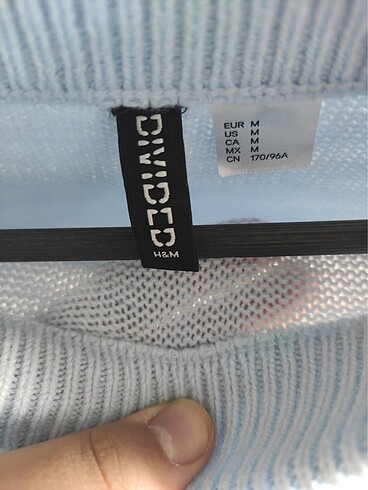 DIVIDED
H&M
EUR M
US M
CA M
MX M
CN 170/96A